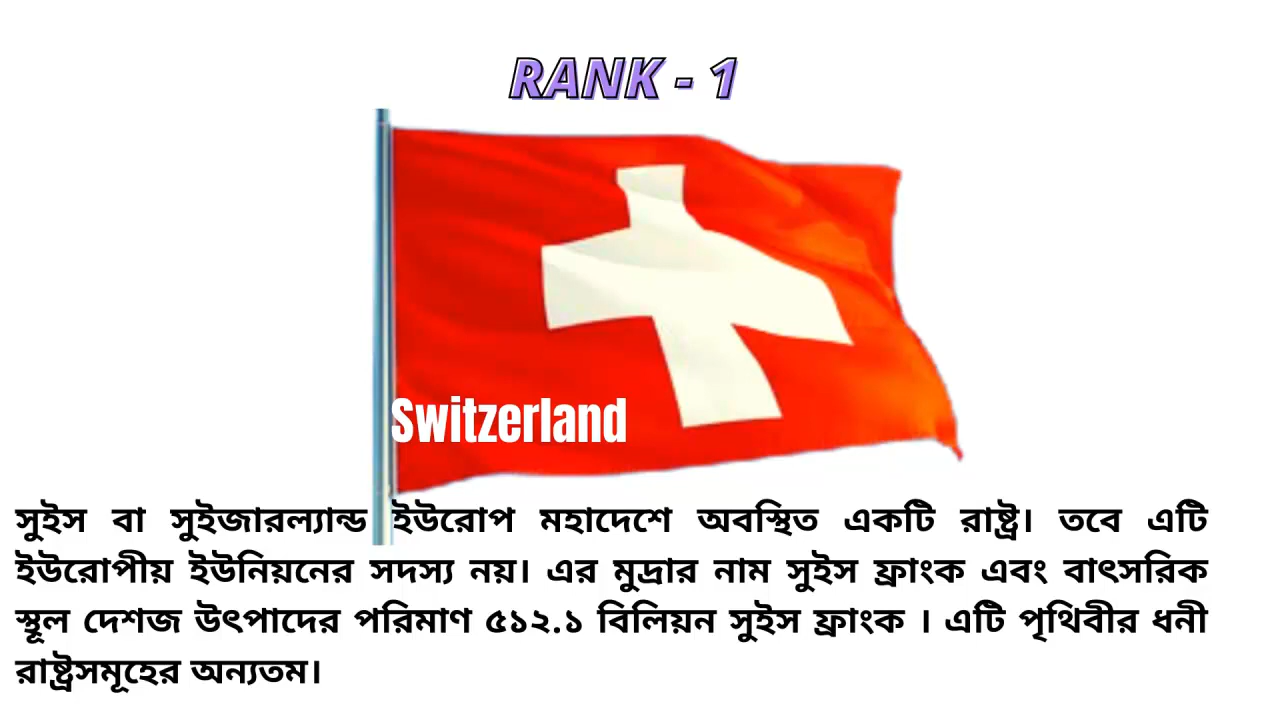 RANK - 1
Switzerland
সুইস বা সুইজারল্যান্ড ইউরোপ মহাদেশে অবস্থিত একটি রাষ্ট্র। তবে এটি
ইউরোপীয় ইউনিয়নের সদস্য নয়। এর মুদ্রার নাম সুইস ফ্রাংক এবং বাৎসরিক
স্থূল দেশজ উৎপাদের পরিমাণ ৫১২.১ বিলিয়ন সুইস ফ্রাংক । এটি পৃথিবীর ধনী
রাষ্ট্রসমূহের অন্যতম।